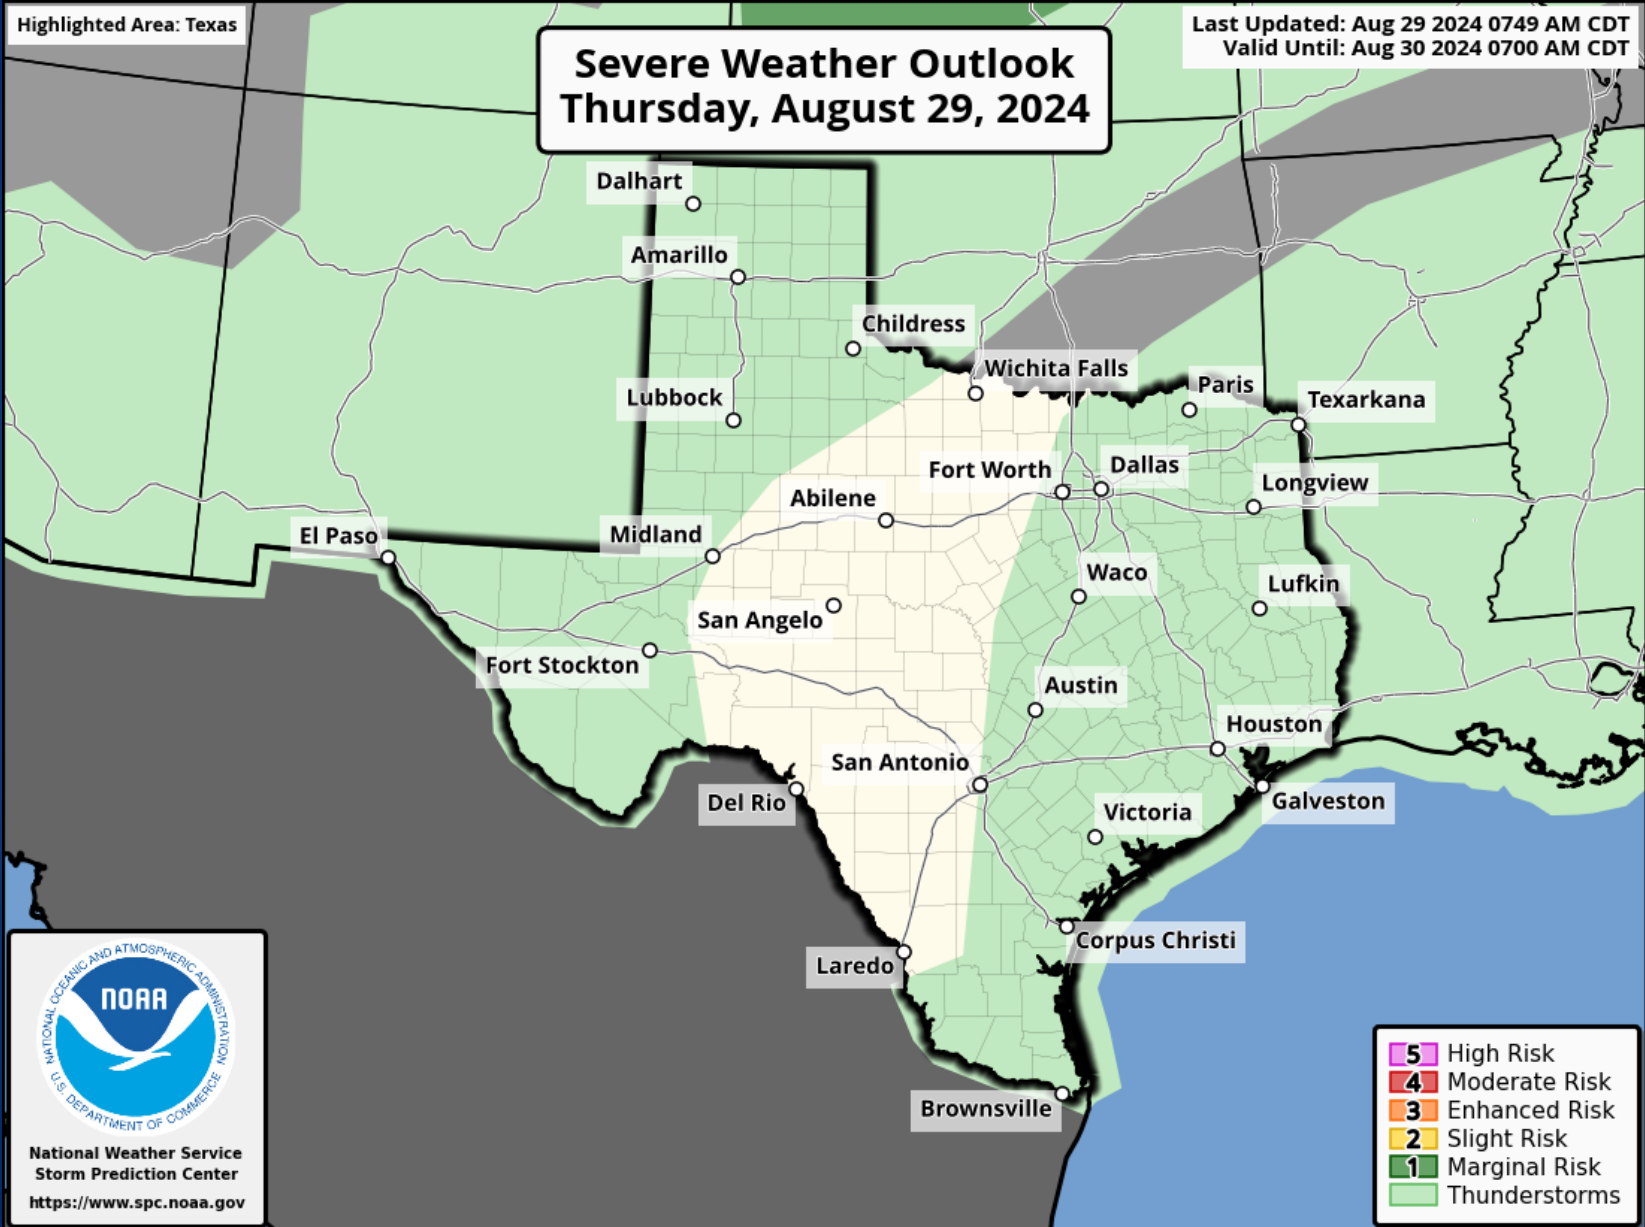 Highlighted Area: Texas
Last Updated: Aug 29 2024 0749 AM CDT
Valid Until: Aug 30 2024 0700 AM CDT
Severe Weather Outlook
Thursday, August 29, 2024
Dalhart
Amarillo
Childress
Wichita Falls
Paris
Texarkana
Lubbock
Fort Worth
Dallas
Longview
Abilene
Midland
El Paso
Waco
Lufkin
San Angelo
Fort Stockton
Austin
Houston
San Antonio
Del Rio
Galveston
Victoria
Corpus Christi
Laredo
Brownsville
NATIONAL OCEANIC AND ATMOSPHERIC ADMINISTRATION
NOAA
U.S. DEPARTMENT OF COMMERCE
National Weather Service
Storm Prediction Center
https://www.spc.noaa.gov
5 High Risk
4 Moderate Risk
3 Enhanced Risk
2 Slight Risk
1 Marginal Risk
Thunderstorms